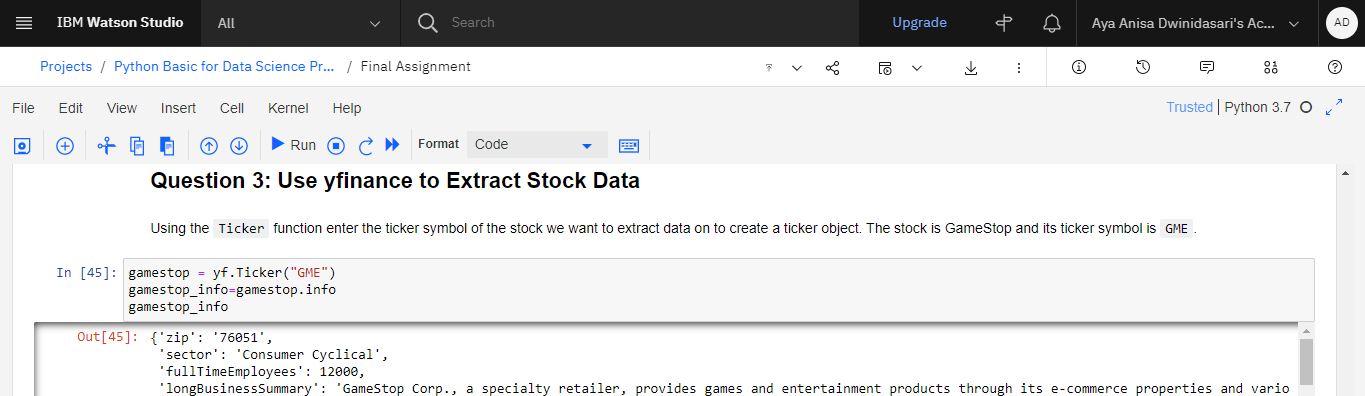 IBM Watson Studio All Search Upgrade Aya Anisa Dwinidasari's Ac... AD
Projects / Python Basic for Data Science Pr... / Final Assignment
File Edit View Insert Cell Kernel Help Trusted | Python 3.7
Run Format Code
Question 3: Use yfinance to Extract Stock Data
Using the Ticker function enter the ticker symbol of the stock we want to extract data on to create a ticker object. The stock is GameStop and its ticker symbol is GME .
In [45]: gamestop = yf.Ticker("GME")
gamestop_info=gamestop.info
gamestop_info
Out[45]: {'zip': '76051',
'sector': 'Consumer Cyclical',
'fullTimeEmployees': 12000,
'longBusinessSummary': 'GameStop Corp., a specialty retailer, provides games and entertainment products through its e-commerce properties and vario